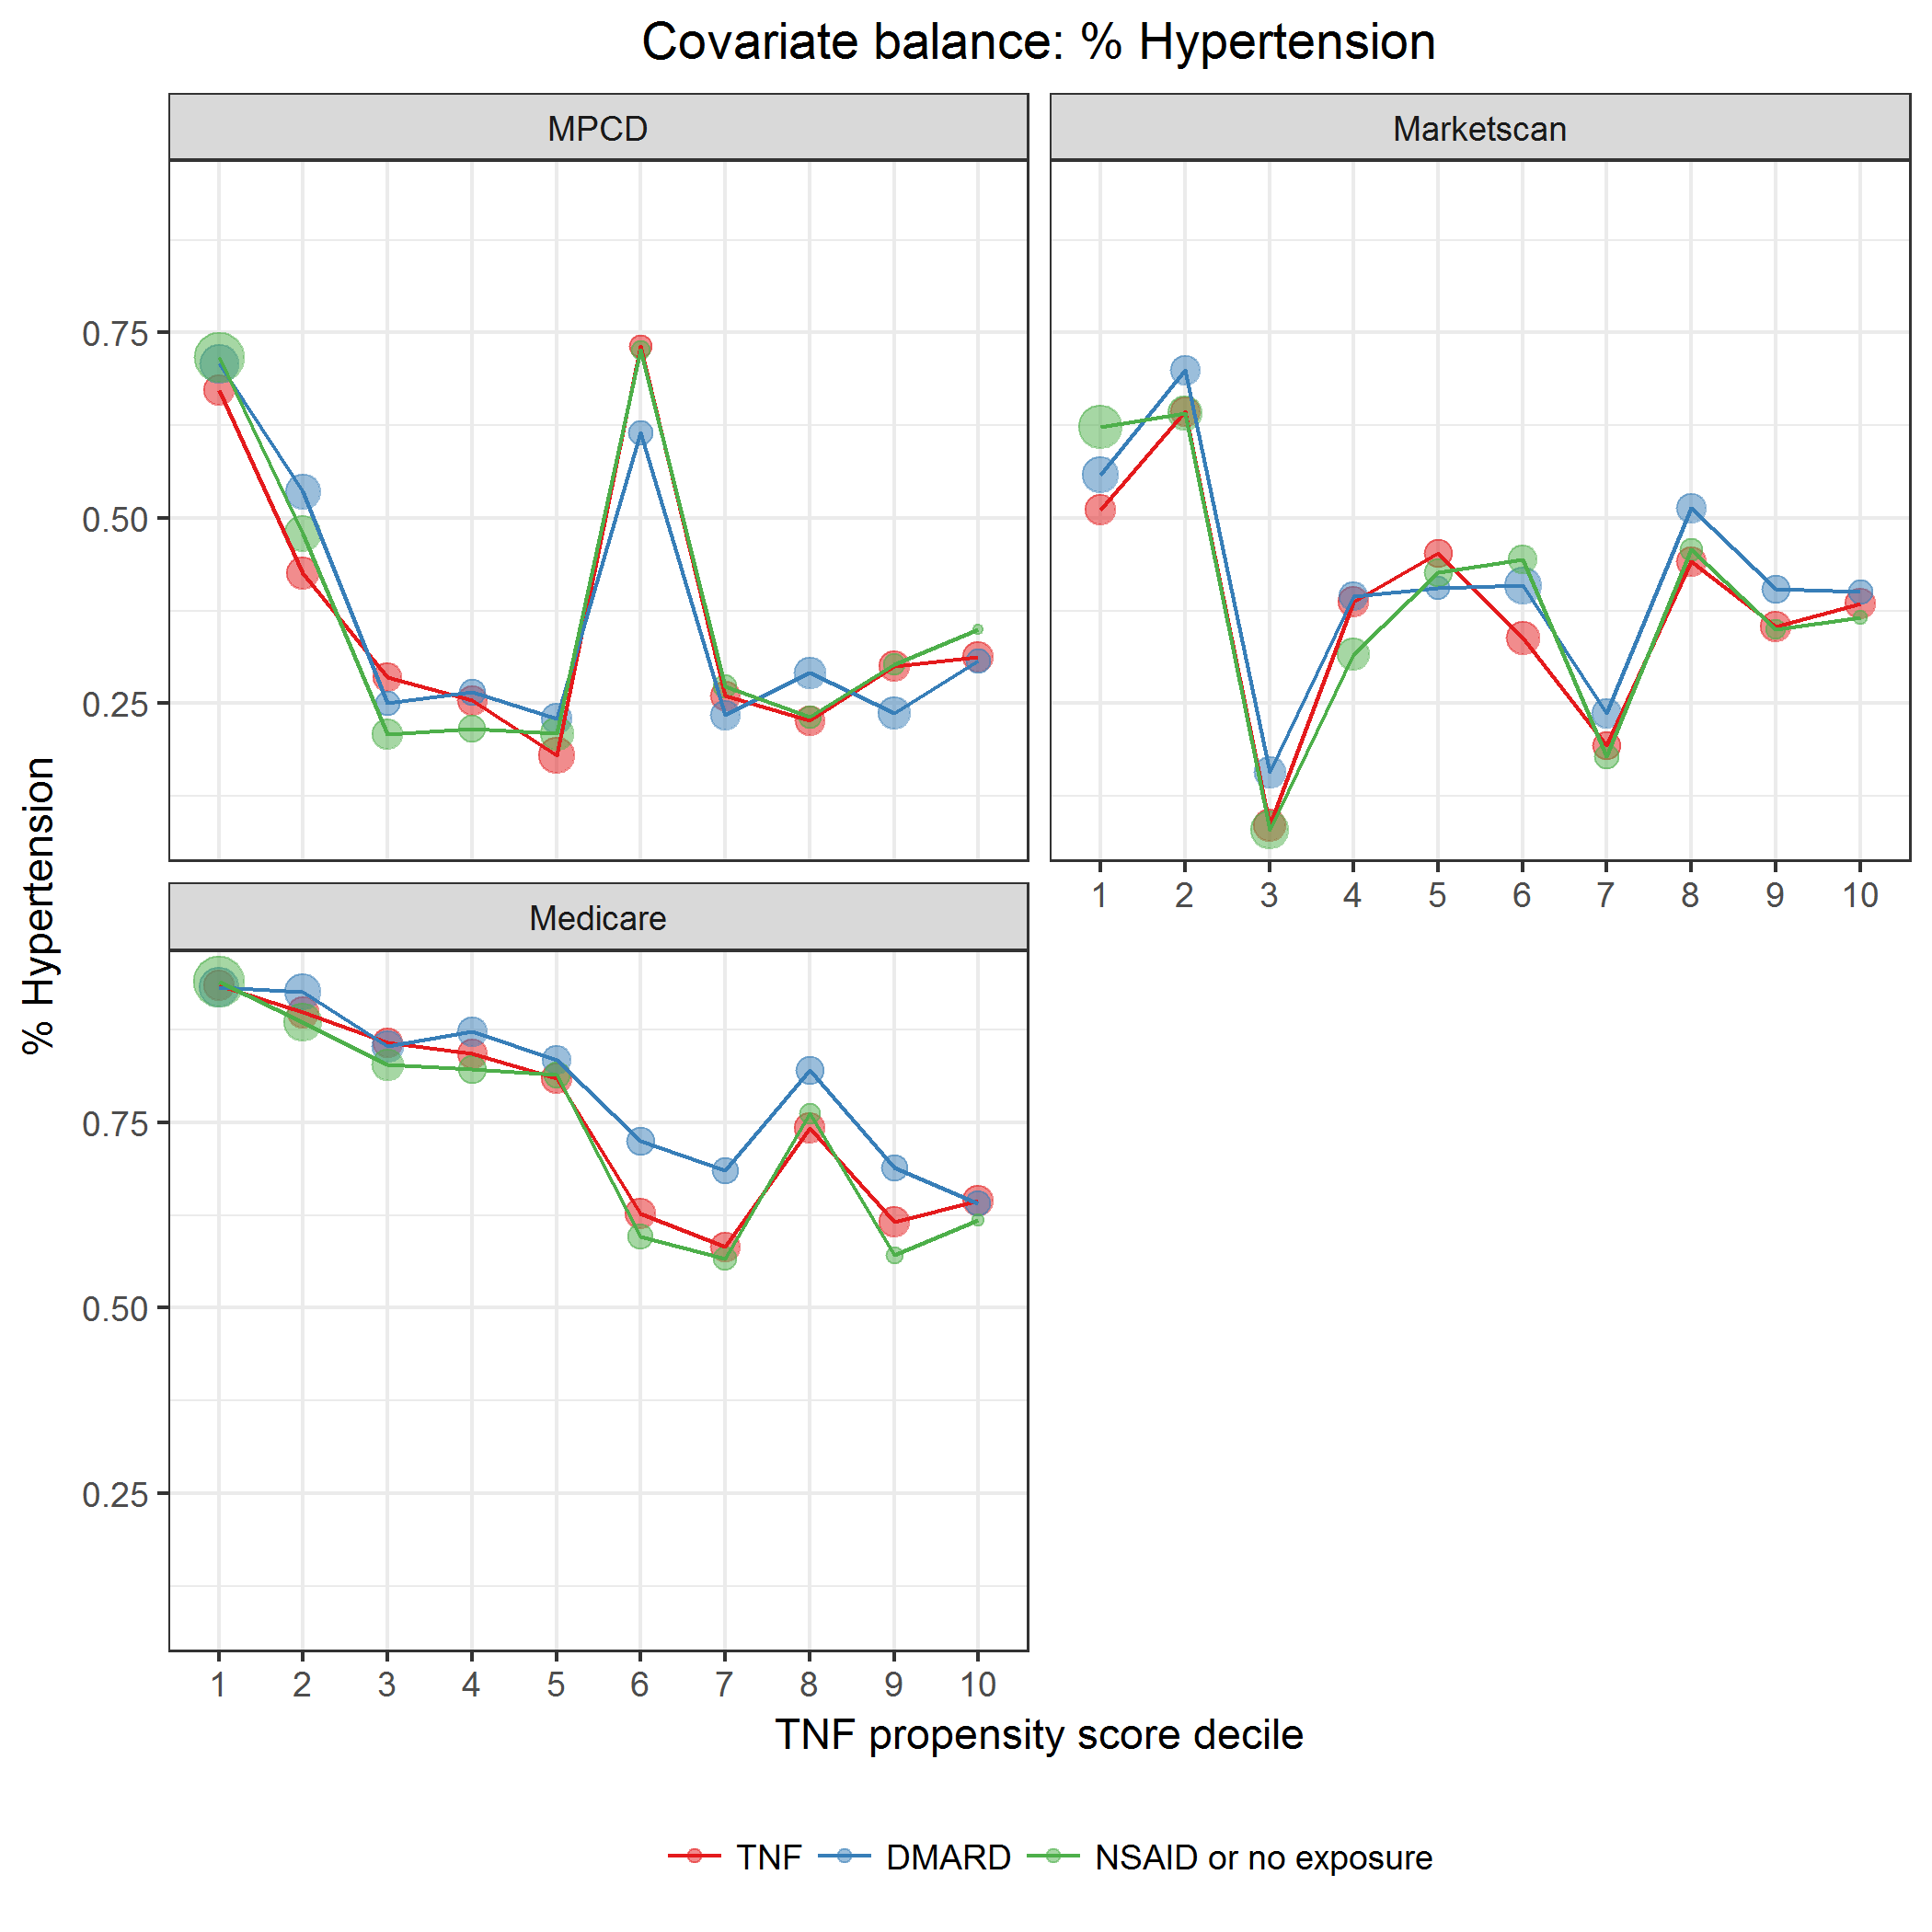 Covariate balance: % Hypertension
MPCD
Marketscan
0.75
0.50
0.25
1 2 3 4 5 6 7 8 9 10
% Hypertension
Medicare
0.75
0.50
0.25
1 2 3 4 5 6 7 8 9 10
TNF propensity score decile
TNF DMARD NSAID or no exposure